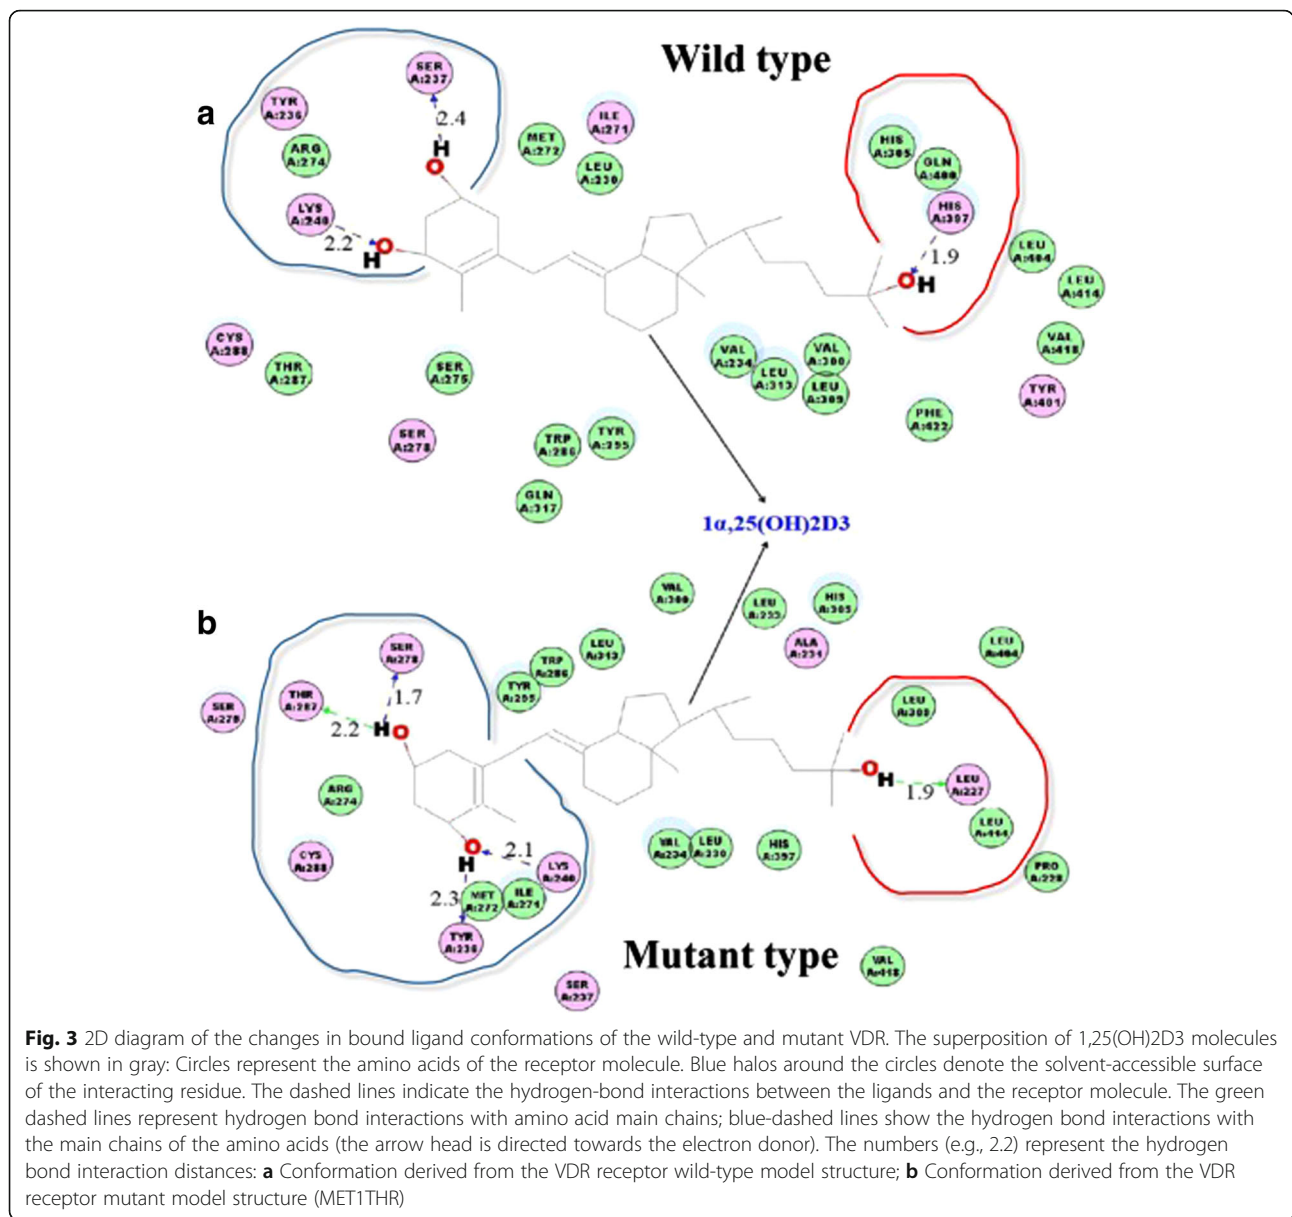 Wild type
a
SER
A:237
TYR
A:236
2.4
ARG
A:274
H
O
LYS
A:240
2.2
O
H
MET
A:272
ILE
A:271
LEU
A:230
HIS
A:305
GLN
A:400
HIS
A:397
1.9
OH
LEU
A:404
LEU
A:414
VAL
A:418
TYR
A:401
CYS
A:288
THR
A:287
SER
A:275
SER
A:278
VAL
A:234
LEU
A:313
VAL
A:300
LEU
A:309
PHE
A:422
TRP
A:286
TYR
A:295
GLN
A:317
1α,25(OH)2D3
b
VAL
A:300
LEU
A:233
HIS
A:305
ALA
A:231
LEU
A:404
SER
A:278
1.7
THR
A:287
2.2
HO
SER
A:275
LEU
A:313
TRP
A:286
TYR
A:295
LEU
A:309
OH
1.9
LEU
A:227
LEU
A:414
PRO
A:228
ARG
A:274
CYS
A:288
O
H
2.1
LYS
A:240
2.3
MET
A:272
ILE
A:271
TYR
A:236
VAL
A:234
LEU
A:230
HIS
A:397
SER
A:237
VAL
A:418
Mutant type
Fig. 3 2D diagram of the changes in bound ligand conformations of the wild-type and mutant VDR. The superposition of 1,25(OH)2D3 molecules
is shown in gray: Circles represent the amino acids of the receptor molecule. Blue halos around the circles denote the solvent-accessible surface
of the interacting residue. The dashed lines indicate the hydrogen-bond interactions between the ligands and the receptor molecule. The green
dashed lines represent hydrogen bond interactions with amino acid main chains; blue-dashed lines show the hydrogen bond interactions with
the main chains of the amino acids (the arrow head is directed towards the electron donor). The numbers (e.g., 2.2) represent the hydrogen
bond interaction distances: a Conformation derived from the VDR receptor wild-type model structure; b Conformation derived from the VDR
receptor mutant model structure (MET1THR)